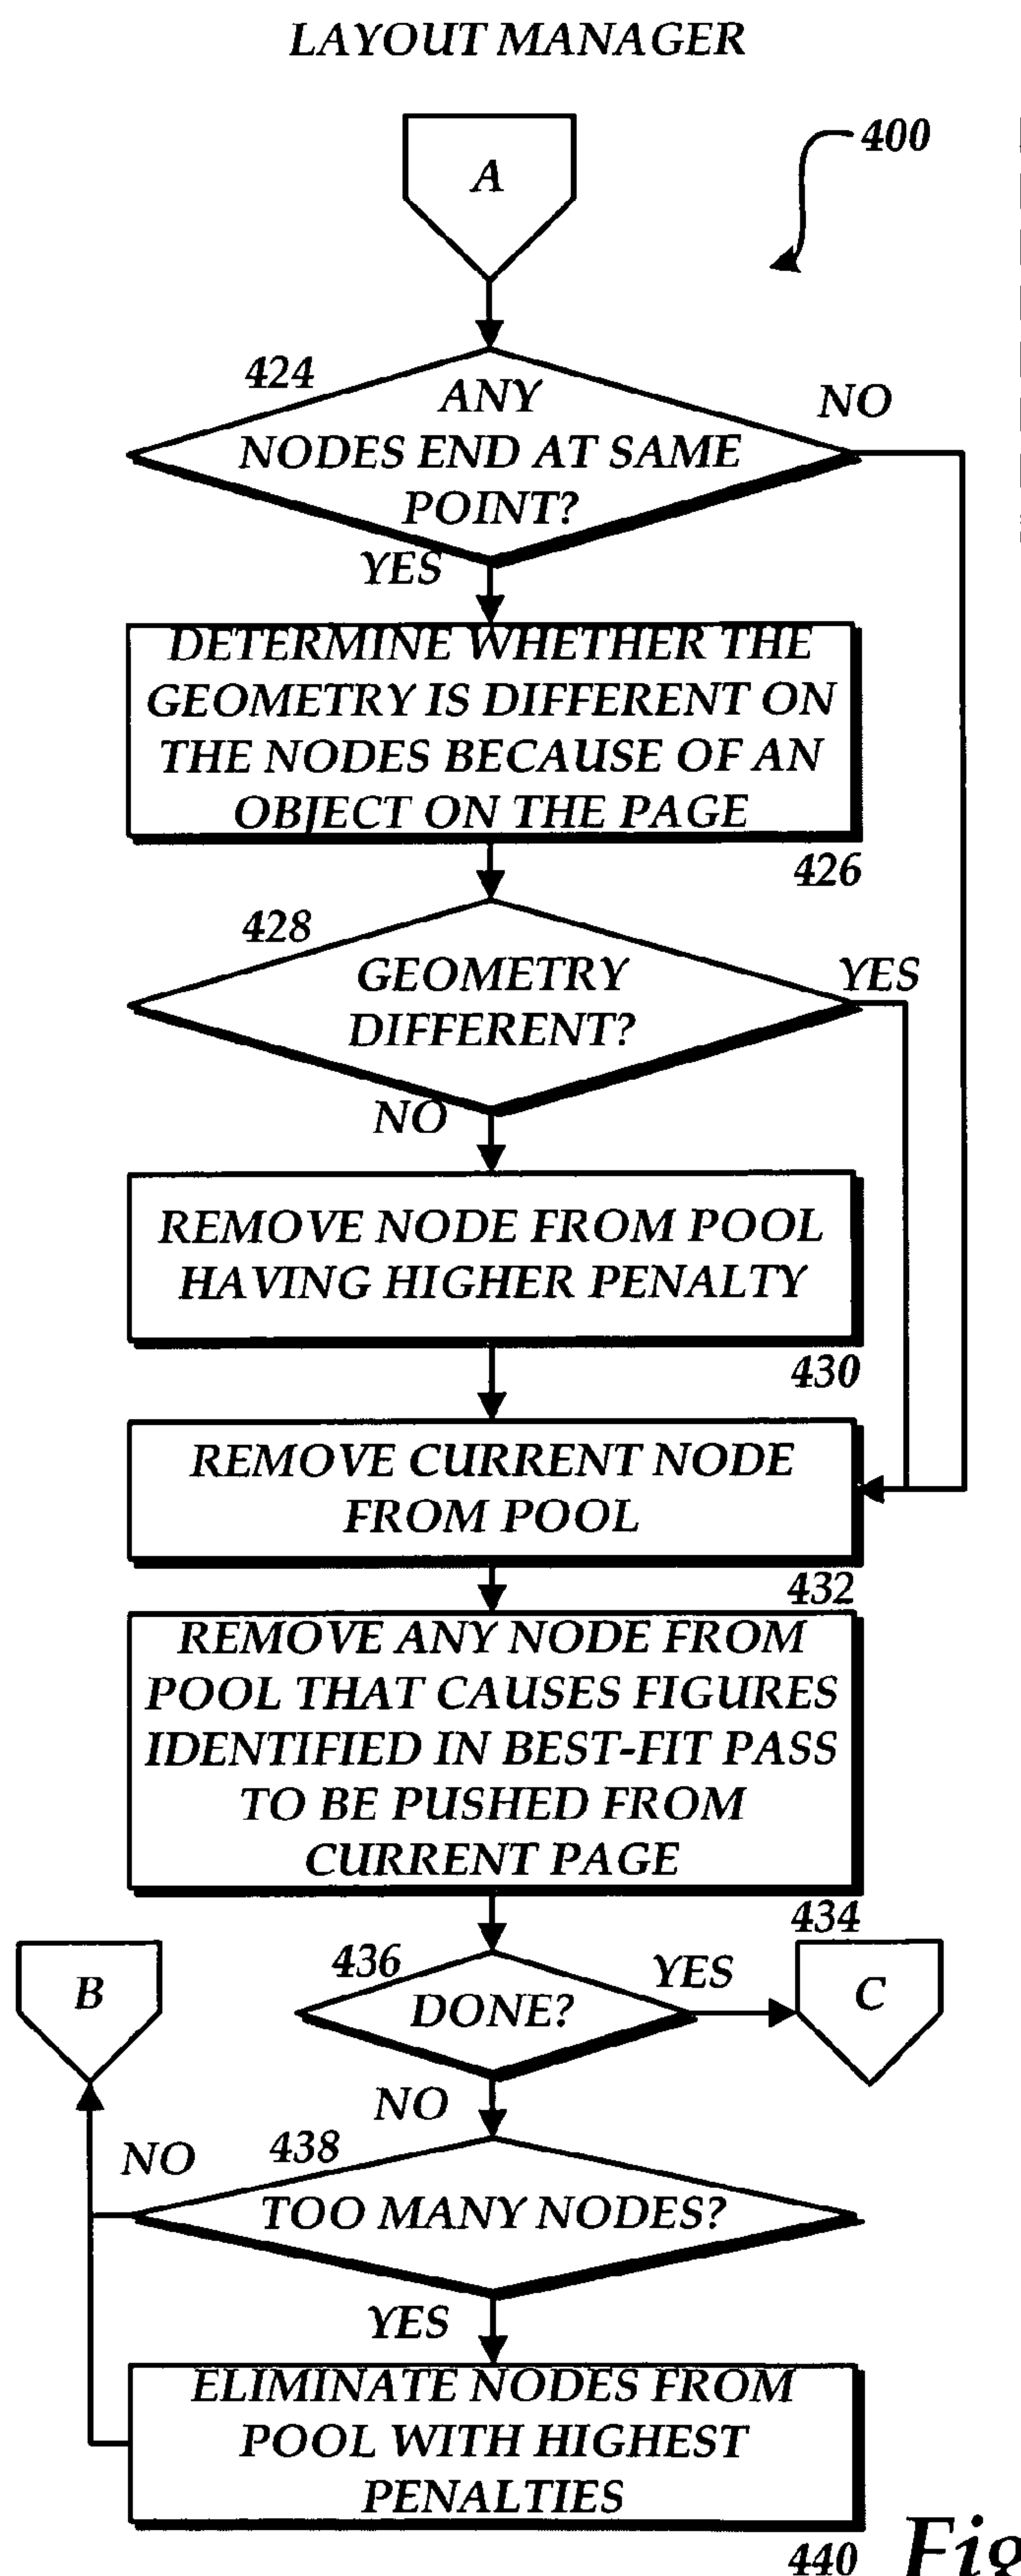 LAYOUT MANAGER
A
400
424
ANY
NODES END AT SAME
POINT?
NO
YES
DETERMINE WHETHER THE
GEOMETRY IS DIFFERENT ON
THE NODES BECAUSE OF AN
OBJECT ON THE PAGE
426
428
GEOMETRY
DIFFERENT?
YES
NO
REMOVE NODE FROM POOL
HAVING HIGHER PENALTY
430
REMOVE CURRENT NODE
FROM POOL
432
REMOVE ANY NODE FROM
POOL THAT CAUSES FIGURES
IDENTIFIED IN BEST-FIT PASS
TO BE PUSHED FROM
CURRENT PAGE
434
B
436
DONE?
YES
C
NO
NO
438
TOO MANY NODES?
YES
ELIMINATE NODES FROM
POOL WITH HIGHEST
PENALTIES
440
Fig